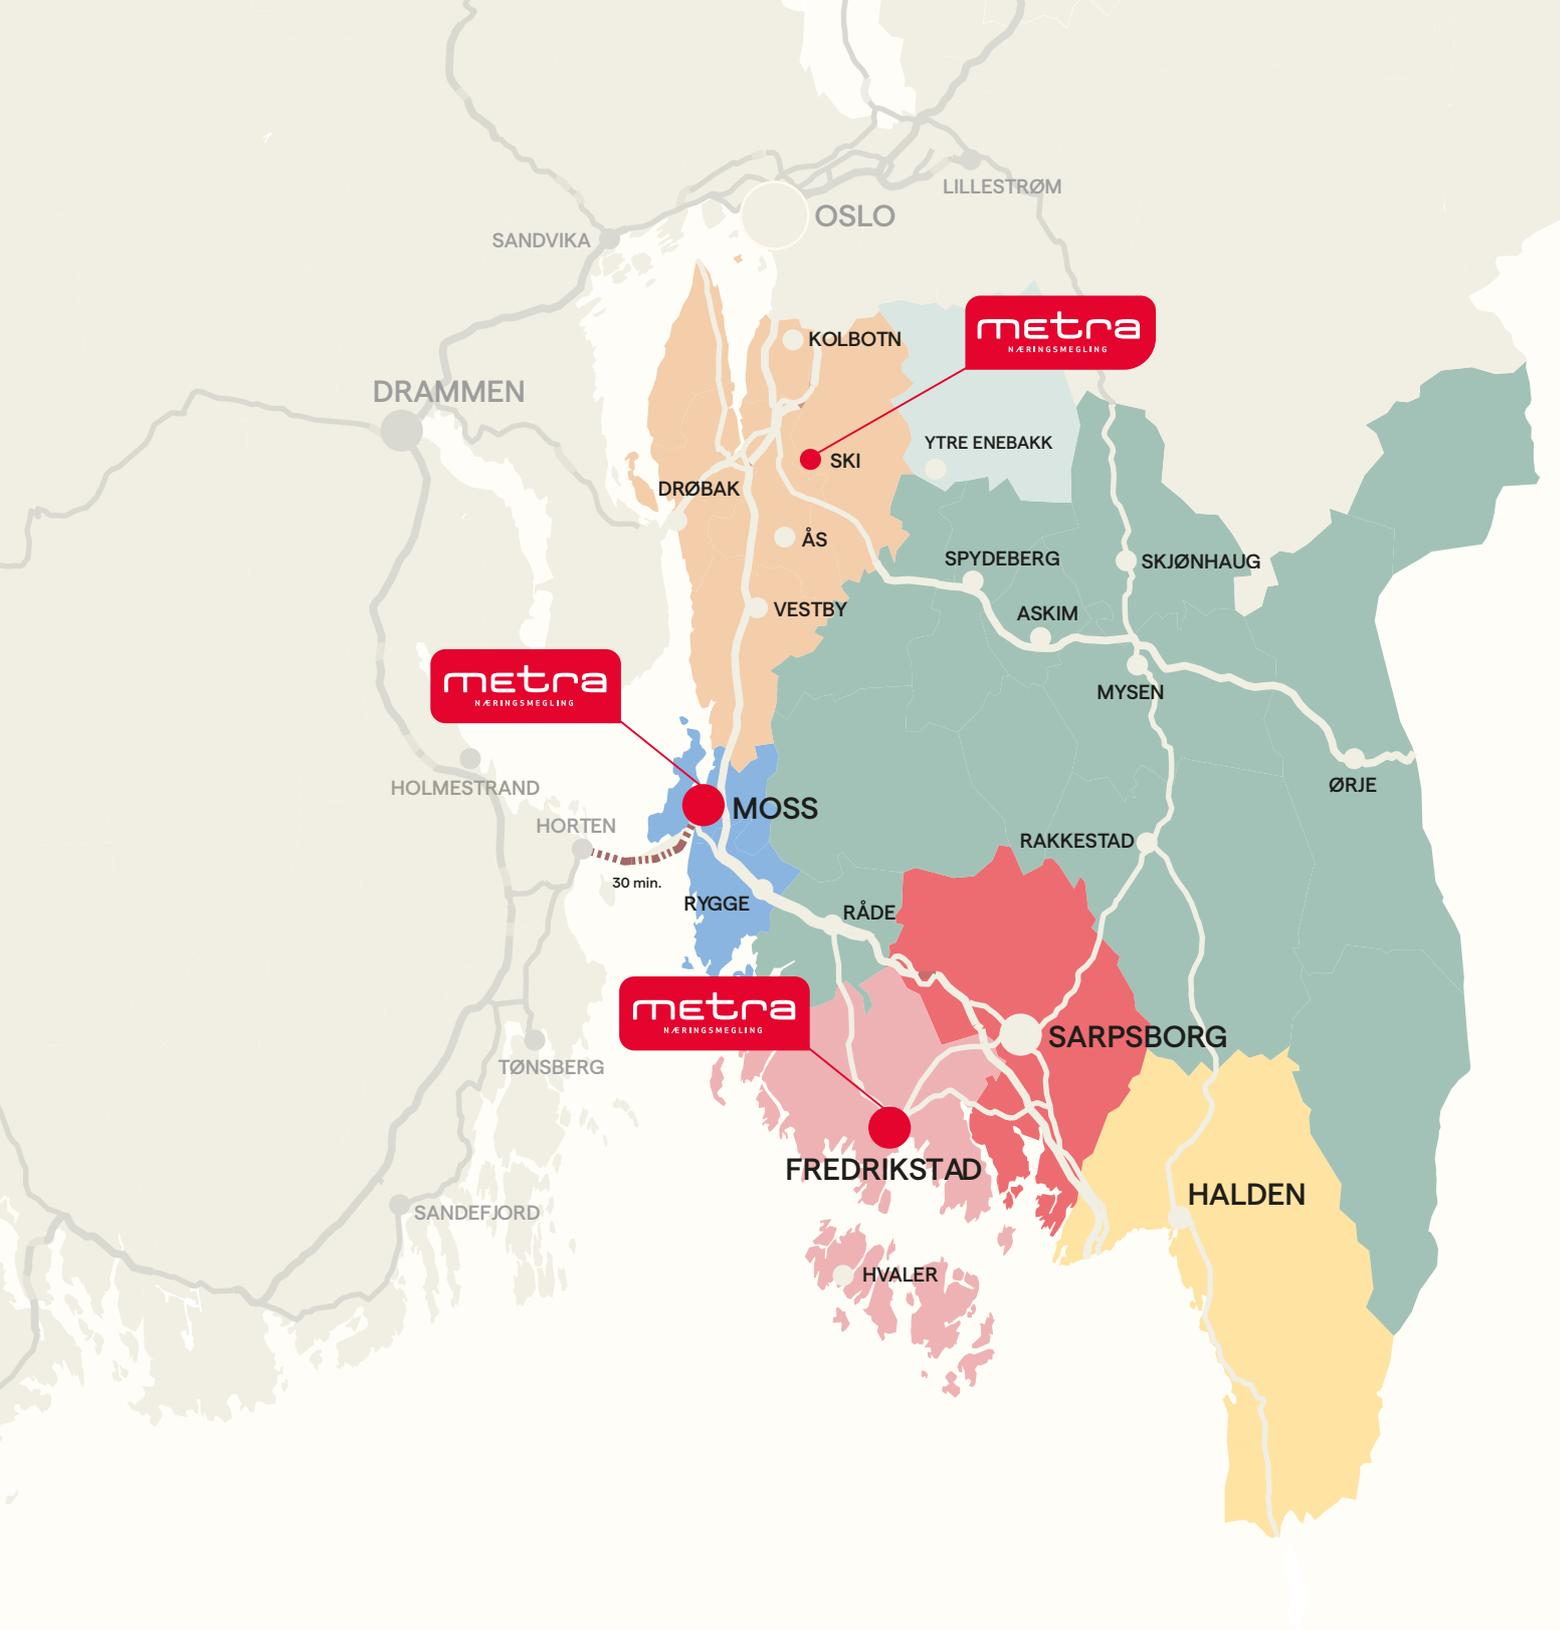 LILLESTRØM
OSLO
SANDVIKA
metra
NÆRINGSMEGLING
KOLBOTN
DRAMMEN
YTRE ENEBAKK
SKI
DRØBAK
ÅS
SPYDEBERG
SKJØNHAUG
VESTBY
ASKIM
metra
NÆRINGSMEGLING
MYSEN
HOLMESTRAND
ØRJE
MOSS
HORTEN
RAKKESTAD
30 min.
RYGGE
RÅDE
metra
NÆRINGSMEGLING
SARPSBORG
TØNSBERG
FREDRIKSTAD
HALDEN
SANDEFJORD
HVALER